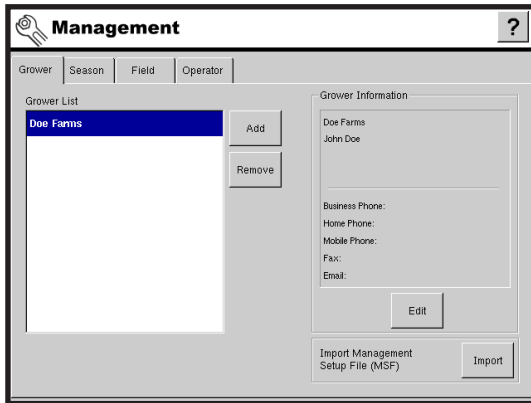 Management
?
Grower
Season
Field
Operator
Grower List
Doe Farms
Add
Remove
Grower Information
Doe Farms
John Doe
Business Phone:
Home Phone:
Mobile Phone:
Fax:
Email:
Edit
Import Management
Setup File (MSF)
Import